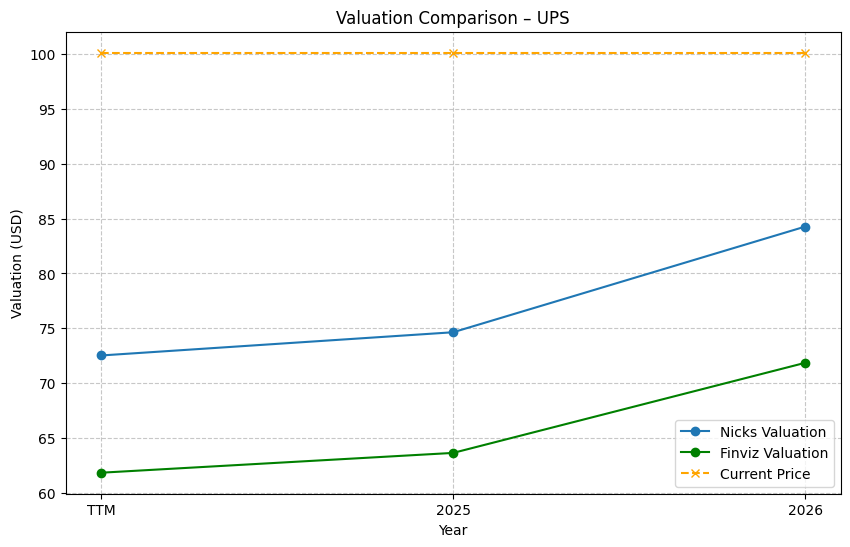 Valuation Comparison – UPS
Valuation (USD)
100
95
90
85
80
75
70
65
60
TTM
2025
2026
Year
Nicks Valuation
Finviz Valuation
Current Price